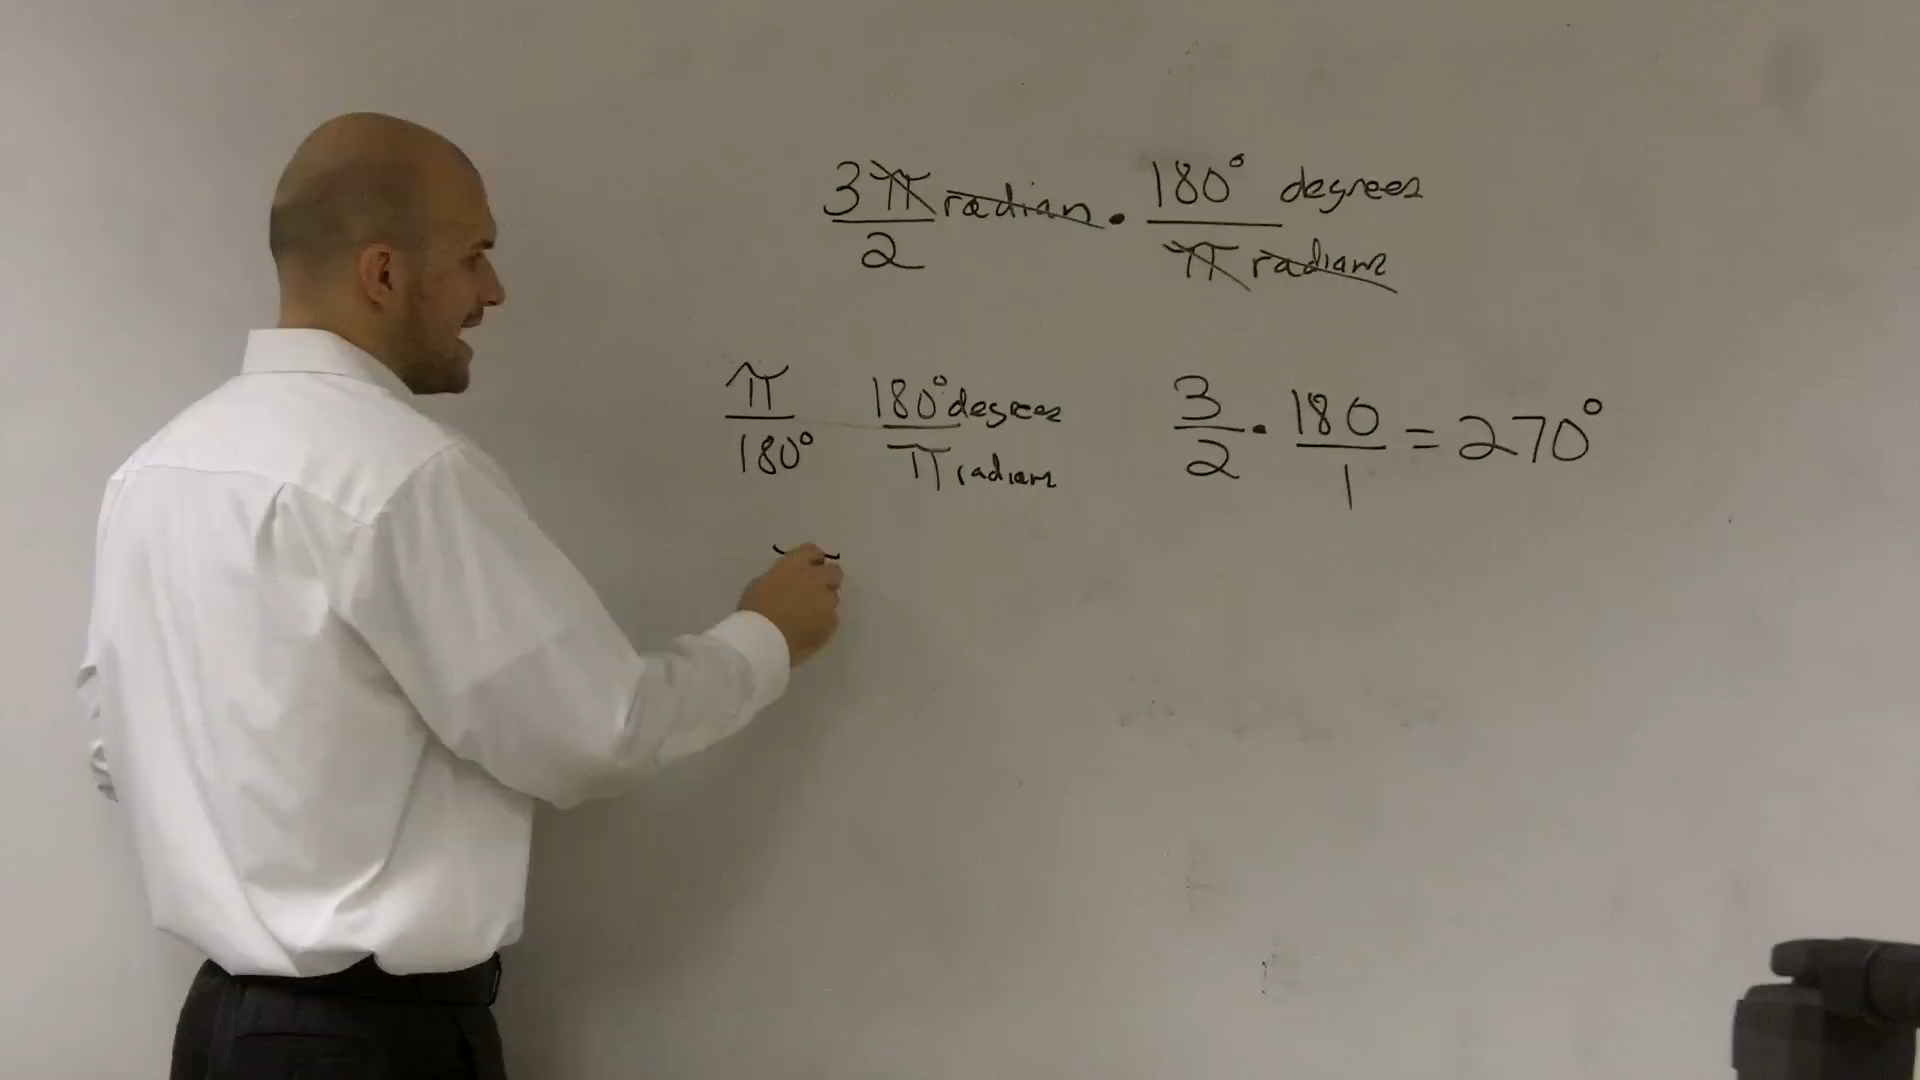 3π/2 radian · 180° degrees/π radians
π/180° 180° degrees/π radians 3/2 · 180/1 = 270°